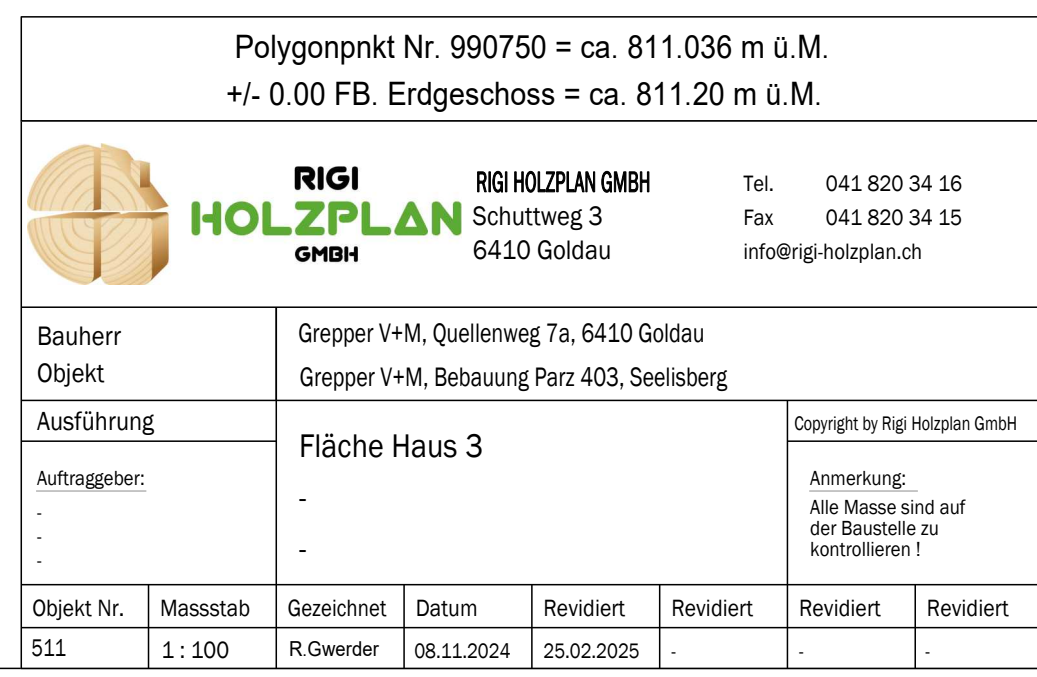 Polygonpnkt Nr. 990750 = ca. 811.036 m ü.M.
+/- 0.00 FB. Erdgeschoss = ca. 811.20 m ü.M.
RIGI
HOLZPLAN
GMBH
RIGI HOLZPLAN GMBH
Schuttweg 3
6410 Goldau
Tel. 041 820 34 16
Fax 041 820 34 15
info@rigi-holzplan.ch
Bauherr Grepper V+M, Quellenweg 7a, 6410 Goldau
Objekt Grepper V+M, Bebauung Parz 403, Seelisberg
Ausführung
Auftraggeber:
-
-
-
Fläche Haus 3
-
-
Copyright by Rigi Holzplan GmbH
Anmerkung:
Alle Masse sind auf
der Baustelle zu
kontrollieren !
Objekt Nr. Massstab Gezeichnet Datum Revidiert Revidiert Revidiert Revidiert
511 1 : 100 R.Gwerder 08.11.2024 25.02.2025 - - -